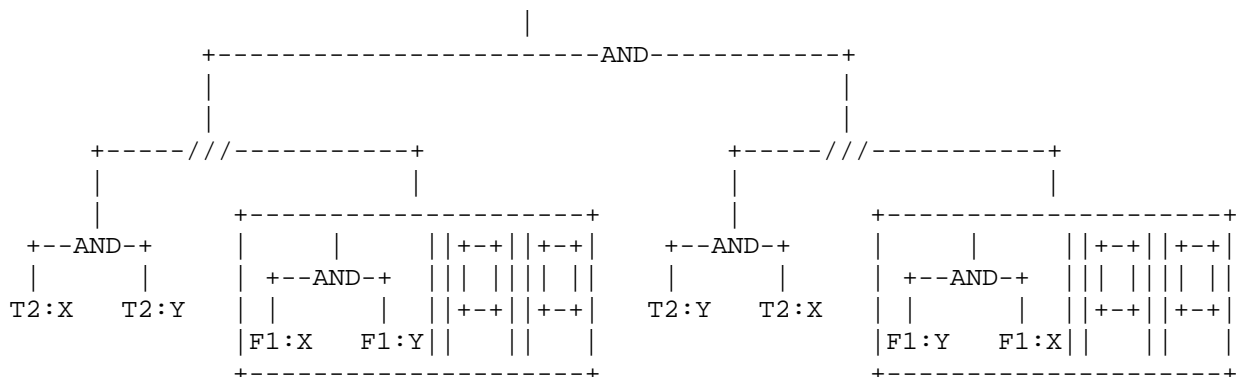 AND
/// ///
AND AND AND AND
T2:X T2:Y F1:X F1:Y T2:Y T2:X F1:Y F1:X